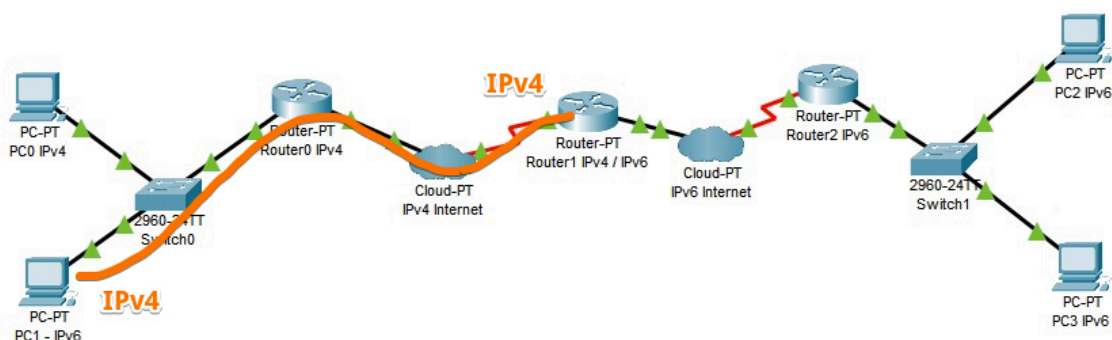 IPv4
PC-PT
PC0 IPv4
Router-PT
Router0 IPv4
2960-24TT
Switch0
IPv4
PC-PT
PC1 - IPv6
Cloud-PT
IPv4 Internet
Router-PT
Router1 IPv4 / IPv6
Cloud-PT
IPv6 Internet
Router-PT
Router2 IPv6
2960-24TT
Switch1
PC-PT
PC2 IPv6
PC-PT
PC3 IPv6